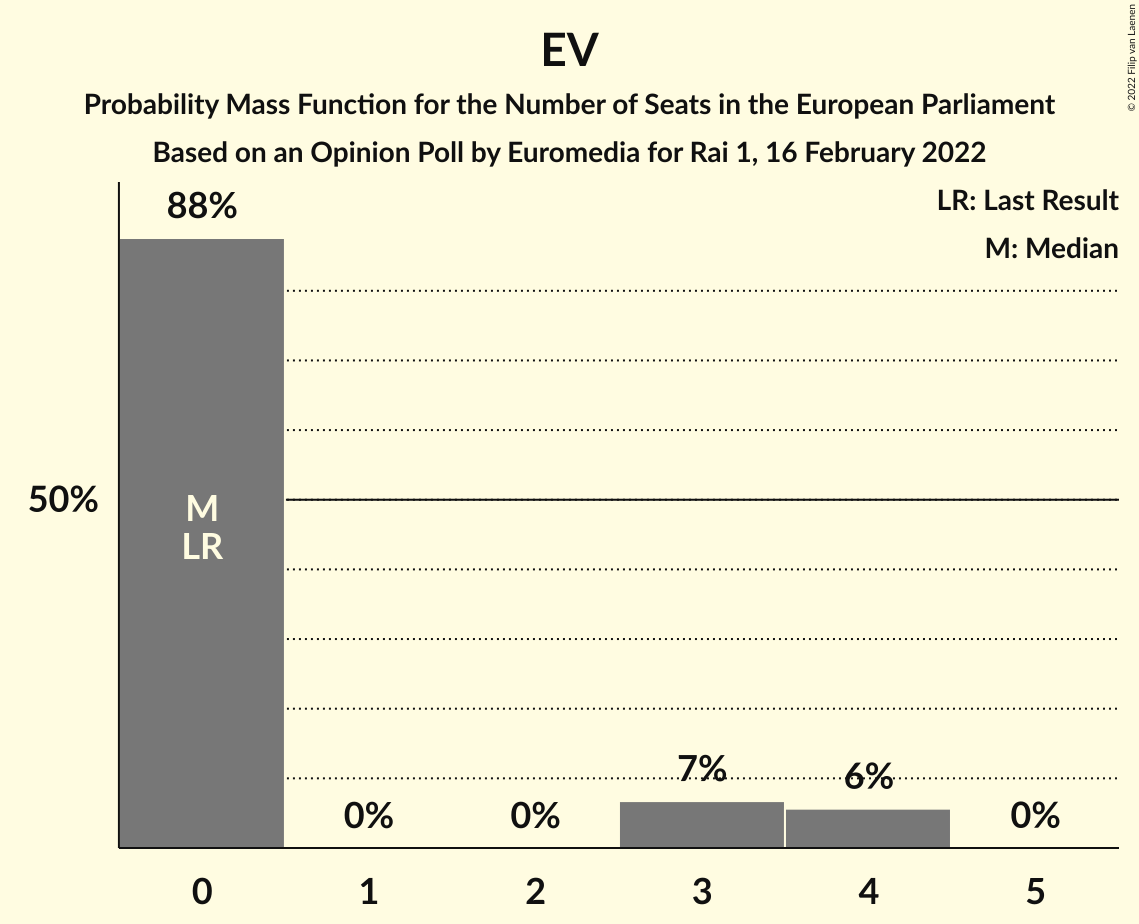 EV
Probability Mass Function for the Number of Seats in the European Parliament
Based on an Opinion Poll by Euromedia for Rai 1, 16 February 2022
© 2022 Filip van Laenen
LR: Last Result
M: Median
88%
50%
M
LR
7%
6%
0%
0%
0%
0
1
2
3
4
5